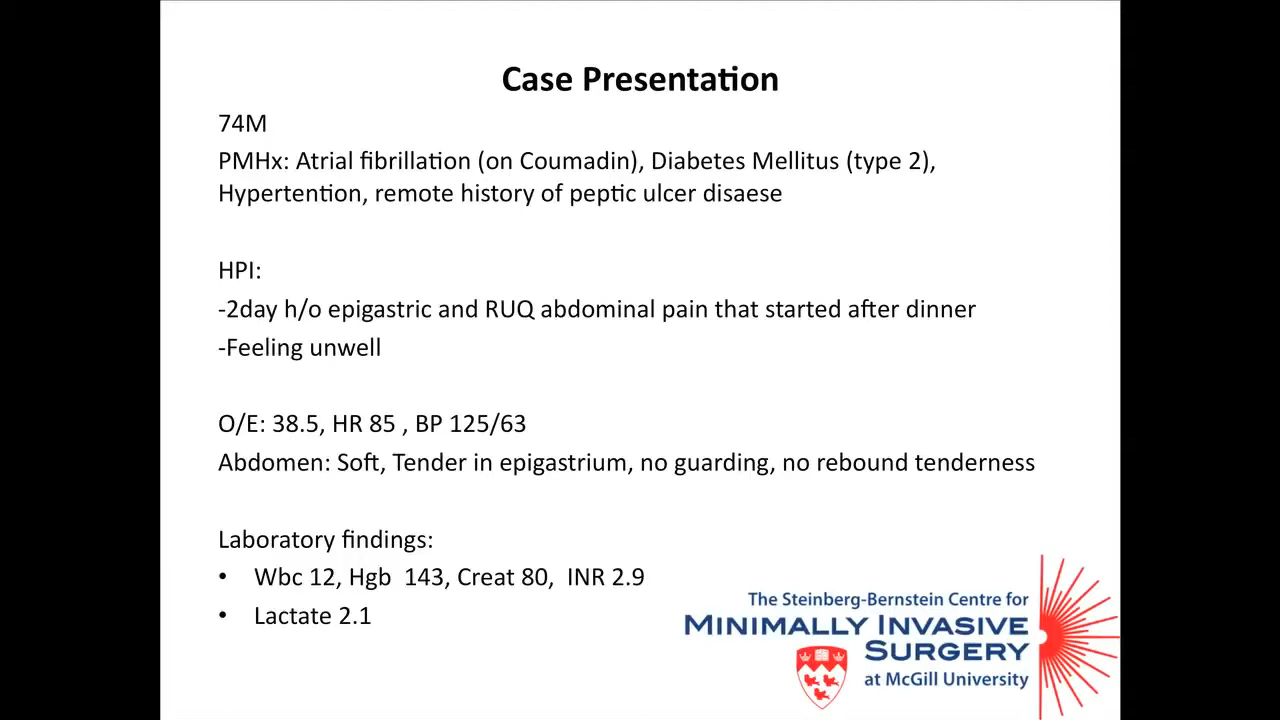 Case Presentation
74M
PMHx: Atrial fibrillation (on Coumadin), Diabetes Mellitus (type 2),
Hypertention, remote history of peptic ulcer disaese
HPI:
-2day h/o epigastric and RUQ abdominal pain that started after dinner
-Feeling unwell
O/E: 38.5, HR 85 , BP 125/63
Abdomen: Soft, Tender in epigastrium, no guarding, no rebound tenderness
Laboratory findings:
• Wbc 12, Hgb  143, Creat 80,  INR 2.9
• Lactate 2.1
The Steinberg-Bernstein Centre for
MINIMALLY INVASIVE
SURGERY
at McGill University